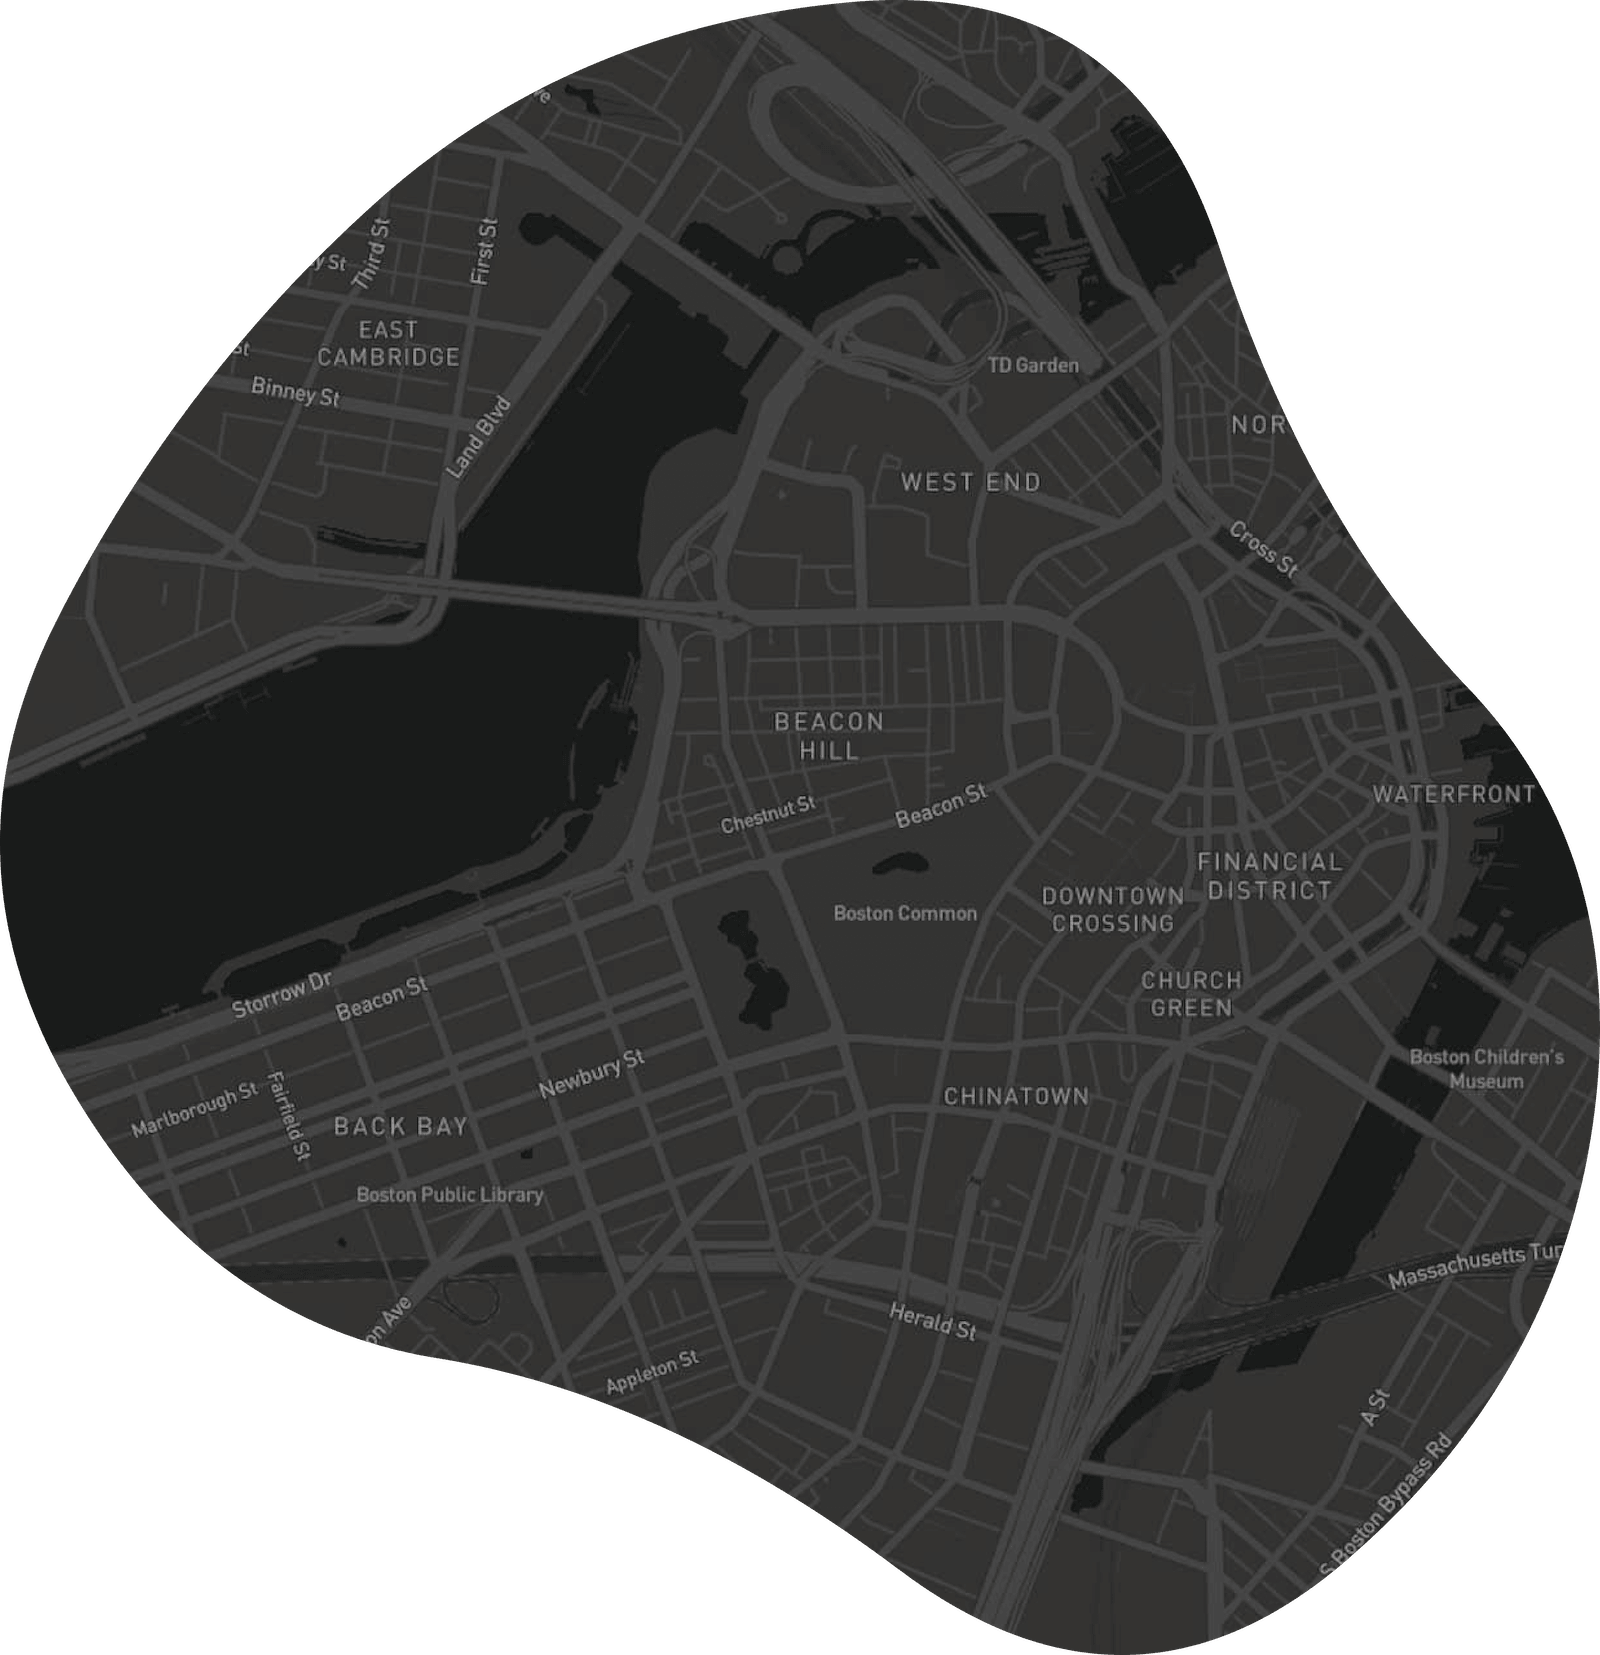 ve
Third St
First St
y St
EAST
CAMBRIDGE
St
Binney St
Land Blvd
TD Garden
NOR
WEST END
Cross St
BEACON
HILL
Chestnut St
Beacon St
WATERFRONT
FINANCIAL
DISTRICT
DOWNTOWN
CROSSING
Boston Common
CHURCH
GREEN
Storrow Dr
Beacon St
Newbury St
Boston Children's
Museum
Marlborough St
Fairfield St
CHINATOWN
BACK BAY
Boston Public Library
Massachusetts Tur
on Ave
Herald St
Appleton St
A St
S Boston Bypass Rd